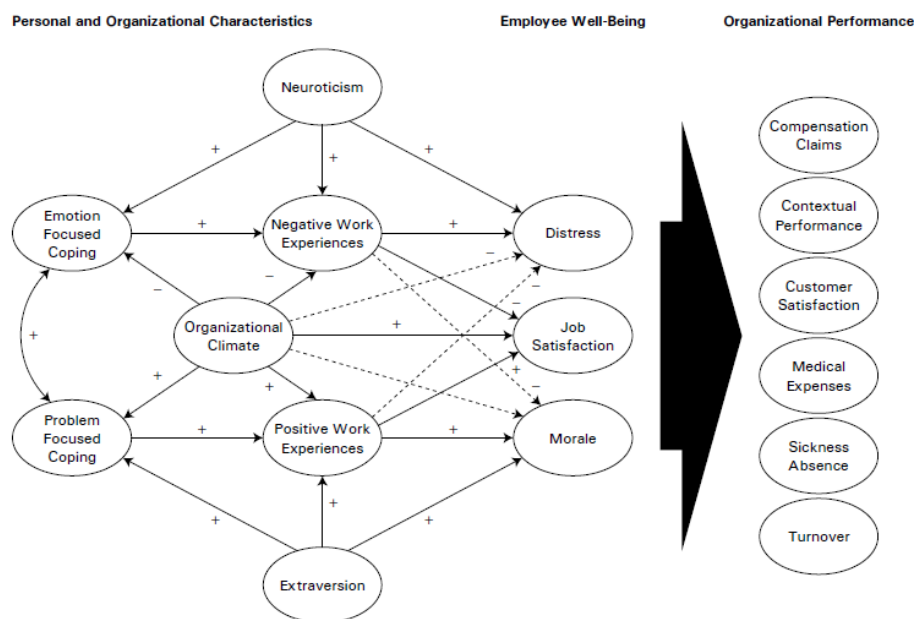 Personal and Organizational Characteristics
Employee Well-Being
Organizational Performance
Neuroticism
Compensation
Claims
+
+
+
Emotion
Focused
Coping
+
Negative Work
Experiences
+
Distress
Contextual
Performance
−
−
−
−
−
Customer
Satisfaction
+
Organizational
Climate
+
Job
Satisfaction
+
+
+
−
Medical
Expenses
Problem
Focused
Coping
+
Positive Work
Experiences
+
Morale
Sickness
Absence
+
+
+
Turnover
Extraversion